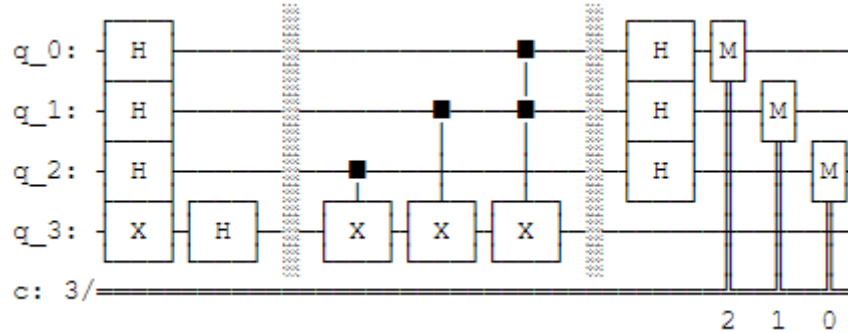 q_0: H H M
q_1: H H M
q_2: H H M
q_3: X H X X X
c: 3/
2 1 0